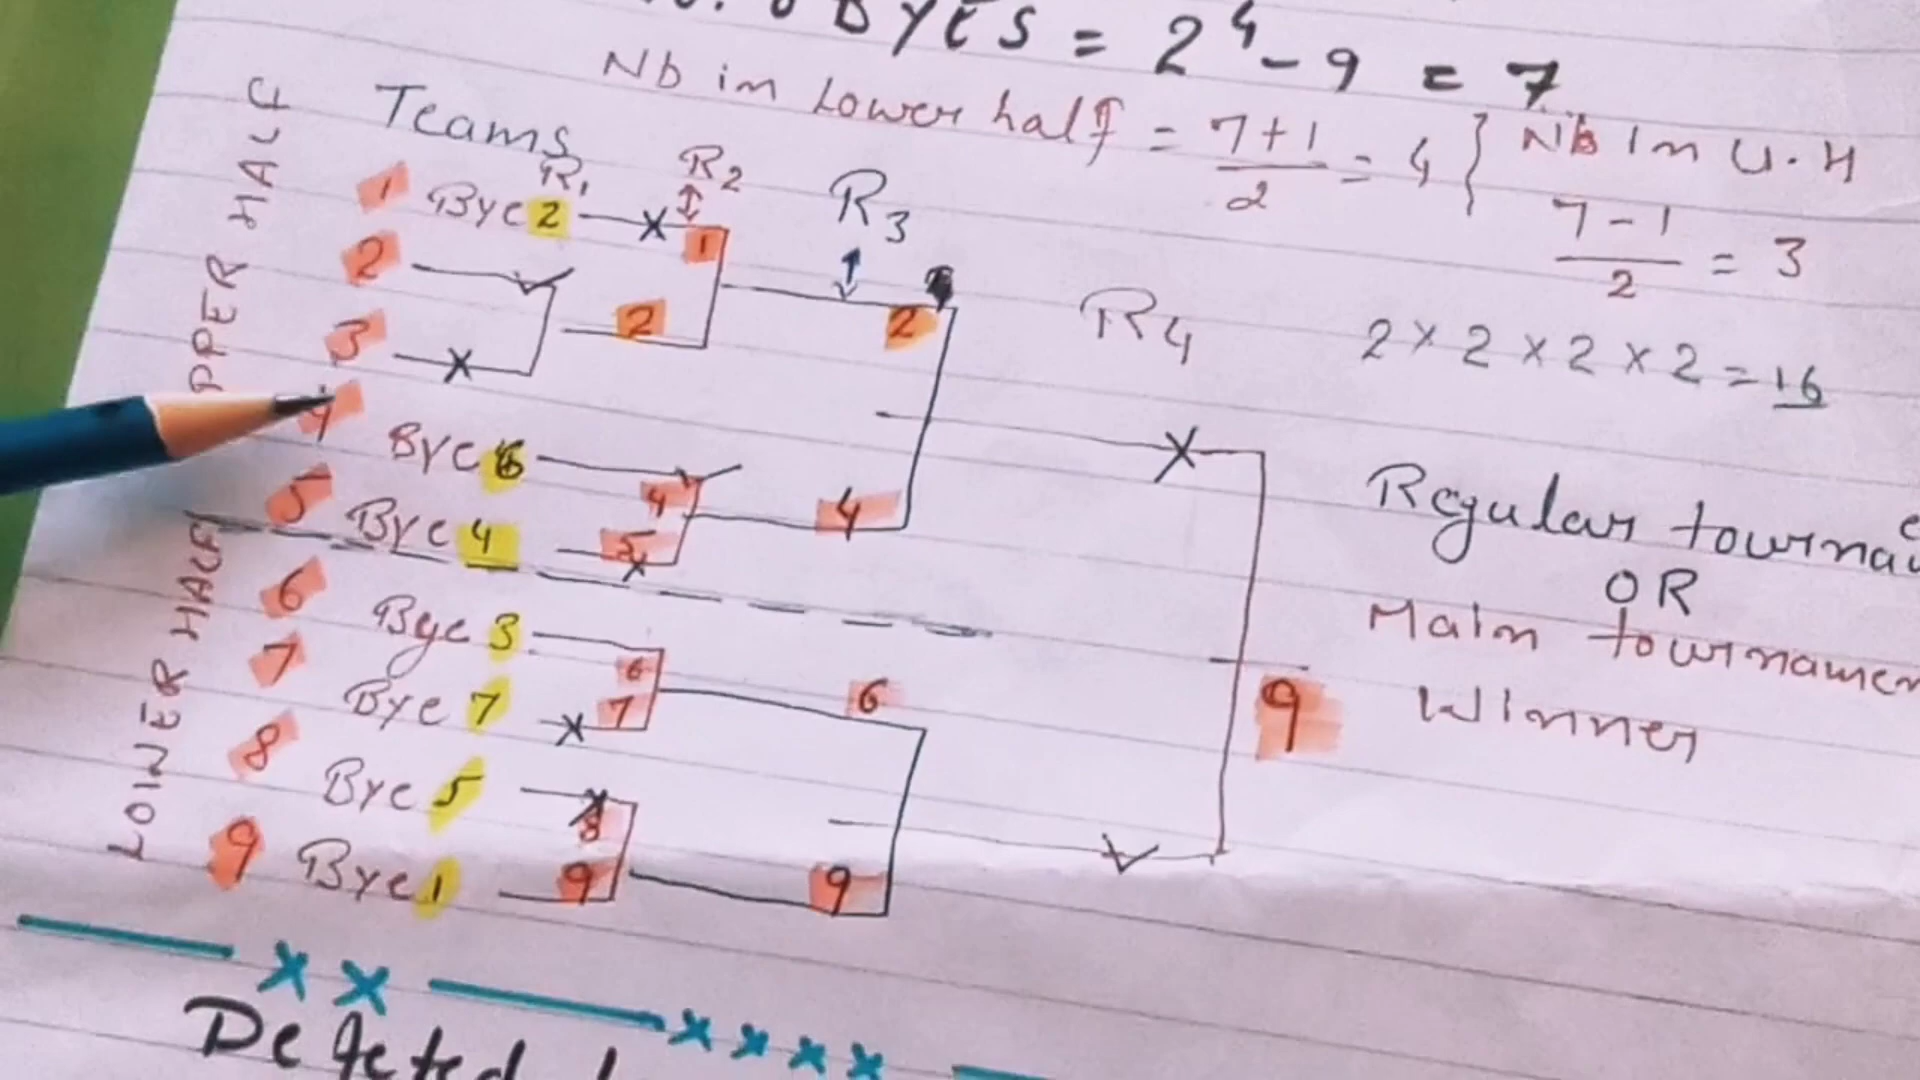 BYES = 2⁴ - 9 = 7
Nb in Lower half = 7+1/2 = 4 } Nb In U.H
7-1/2 = 3
2 × 2 × 2 × 2 = 16
Teams
R1 R2 R3 R4
PPER HALF
1 Bye 2 1
2
2 2
3
4 Bye 6 4
4
5 Bye 4 5
LOWER HALF
6 Bye 3 6
6
7 Bye 7 7
8 Bye 5 8
9 Bye 1 9 9
9
Regular tourna
OR
Main tournamen
Winner